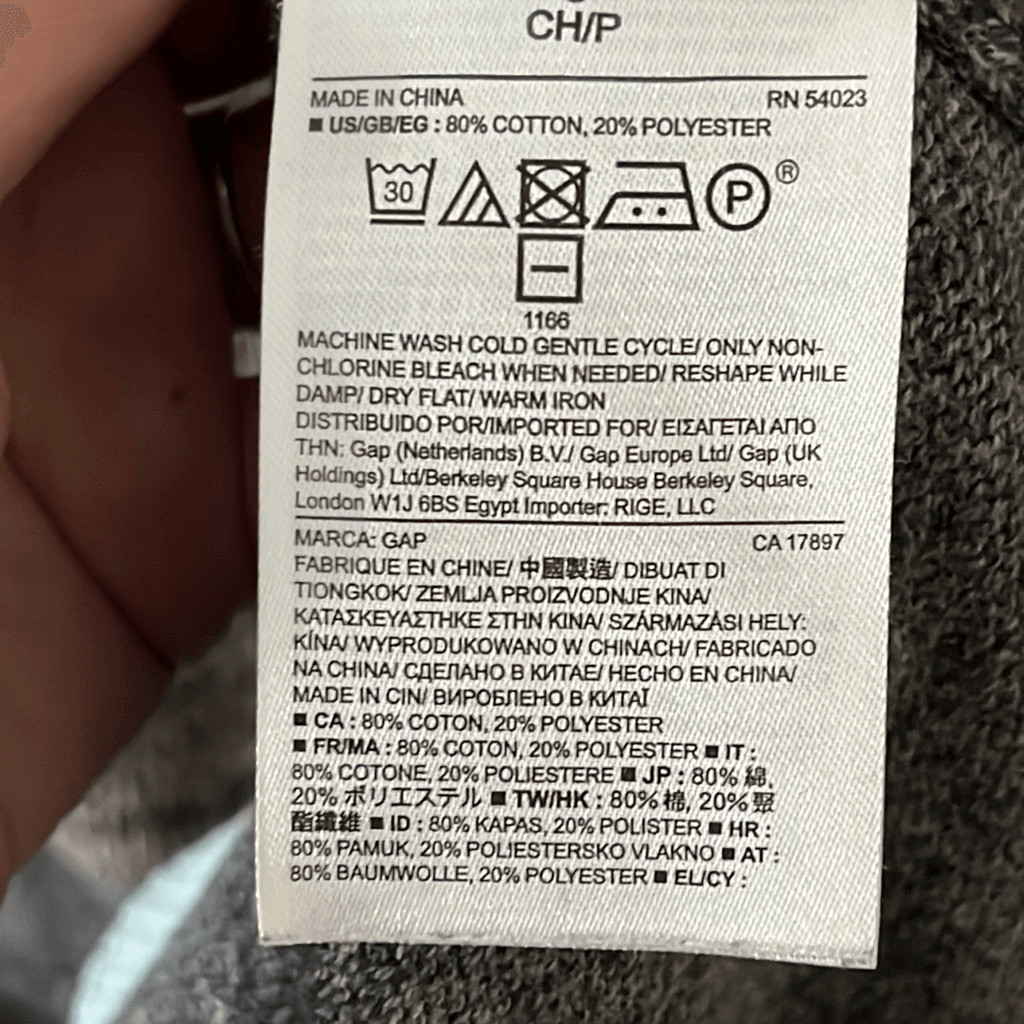 CH/P
MADE IN CHINA RN 54023
■ US/GB/EG : 80% COTTON, 20% POLYESTER
30 P ®
1166
MACHINE WASH COLD GENTLE CYCLE/ ONLY NON-
CHLORINE BLEACH WHEN NEEDED/ RESHAPE WHILE
DAMP/ DRY FLAT/ WARM IRON
DISTRIBUIDO POR/IMPORTED FOR/ ΕΙΣΑΓΕΤΑΙ ΑΠΟ
ΤΗΝ: Gap (Netherlands) B.V./ Gap Europe Ltd/ Gap (UK
Holdings) Ltd/Berkeley Square House Berkeley Square,
London W1J 6BS Egypt Importer: RIGE, LLC
MARCA: GAP CA 17897
FABRIQUE EN CHINE/ 中國製造/ DIBUAT DI
TIONGKOK/ ZEMLJA PROIZVODNJE KINA/
ΚΑΤΑΣΚΕΥΑΣΤΗΚΕ ΣΤΗΝ ΚΙΝΑ/ SZÁRMAZÁSI HELY:
KÍNA/ WYPRODUKOWANO W CHINACH/ FABRICADO
NA CHINA/ СДЕЛАНО В КИТАЕ/ HECHO EN CHINA/
MADE IN CIN/ ВИРОБЛЕНО В КИТАЇ
■ CA : 80% COTON, 20% POLYESTER
■ FR/MA : 80% COTON, 20% POLYESTER ■ IT :
80% COTONE, 20% POLIESTERE ■ JP : 80% 綿,
20% ポリエステル ■ TW/HK : 80% 棉, 20% 聚
酯纖維 ■ ID : 80% KAPAS, 20% POLISTER ■ HR :
80% PAMUK, 20% POLIESTERSKO VLAKNO ■ AT :
80% BAUMWOLLE, 20% POLYESTER ■ EL/CY :